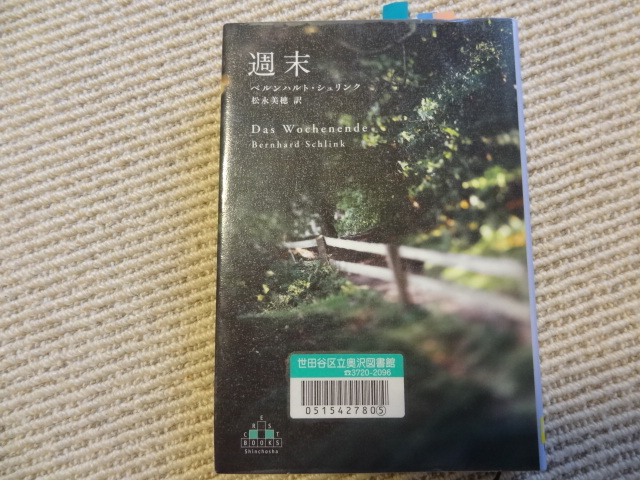 週末
ベルンハルト・シュリンク
松永美穂 訳
Das Wochenende
Bernhard Schlink
世田谷区立奥沢図書館
☎3720-2096
051542780⑤
CREST
BOOKS
Shinchosha